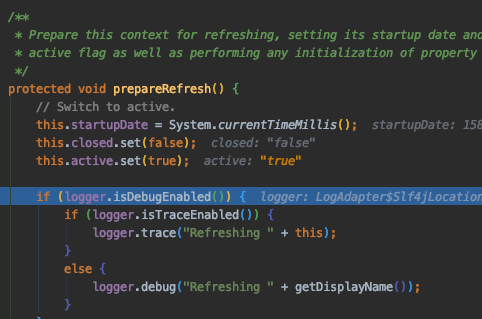 /**
 * Prepare this context for refreshing, setting its startup date and
 * active flag as well as performing any initialization of property
 */
protected void prepareRefresh() {
    // Switch to active.
    this.startupDate = System.currentTimeMillis();  startupDate: 158
    this.closed.set(false);  closed: "false"
    this.active.set(true);  active: "true"

    if (logger.isDebugEnabled()) {  logger: LogAdapter$Slf4jLocation
        if (logger.isTraceEnabled()) {
            logger.trace("Refreshing " + this);
        }
        else {
            logger.debug("Refreshing " + getDisplayName());
        }